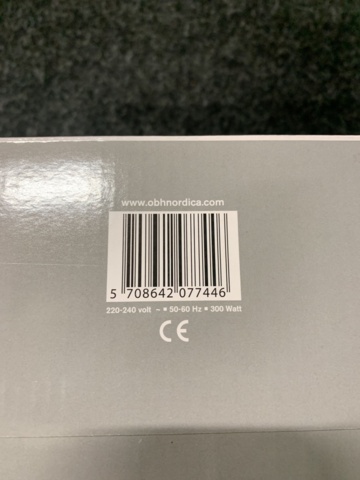 www.obhnordica.com
5 708642 077446
220-240 volt ~ • 50-60 Hz • 300 Watt
CE